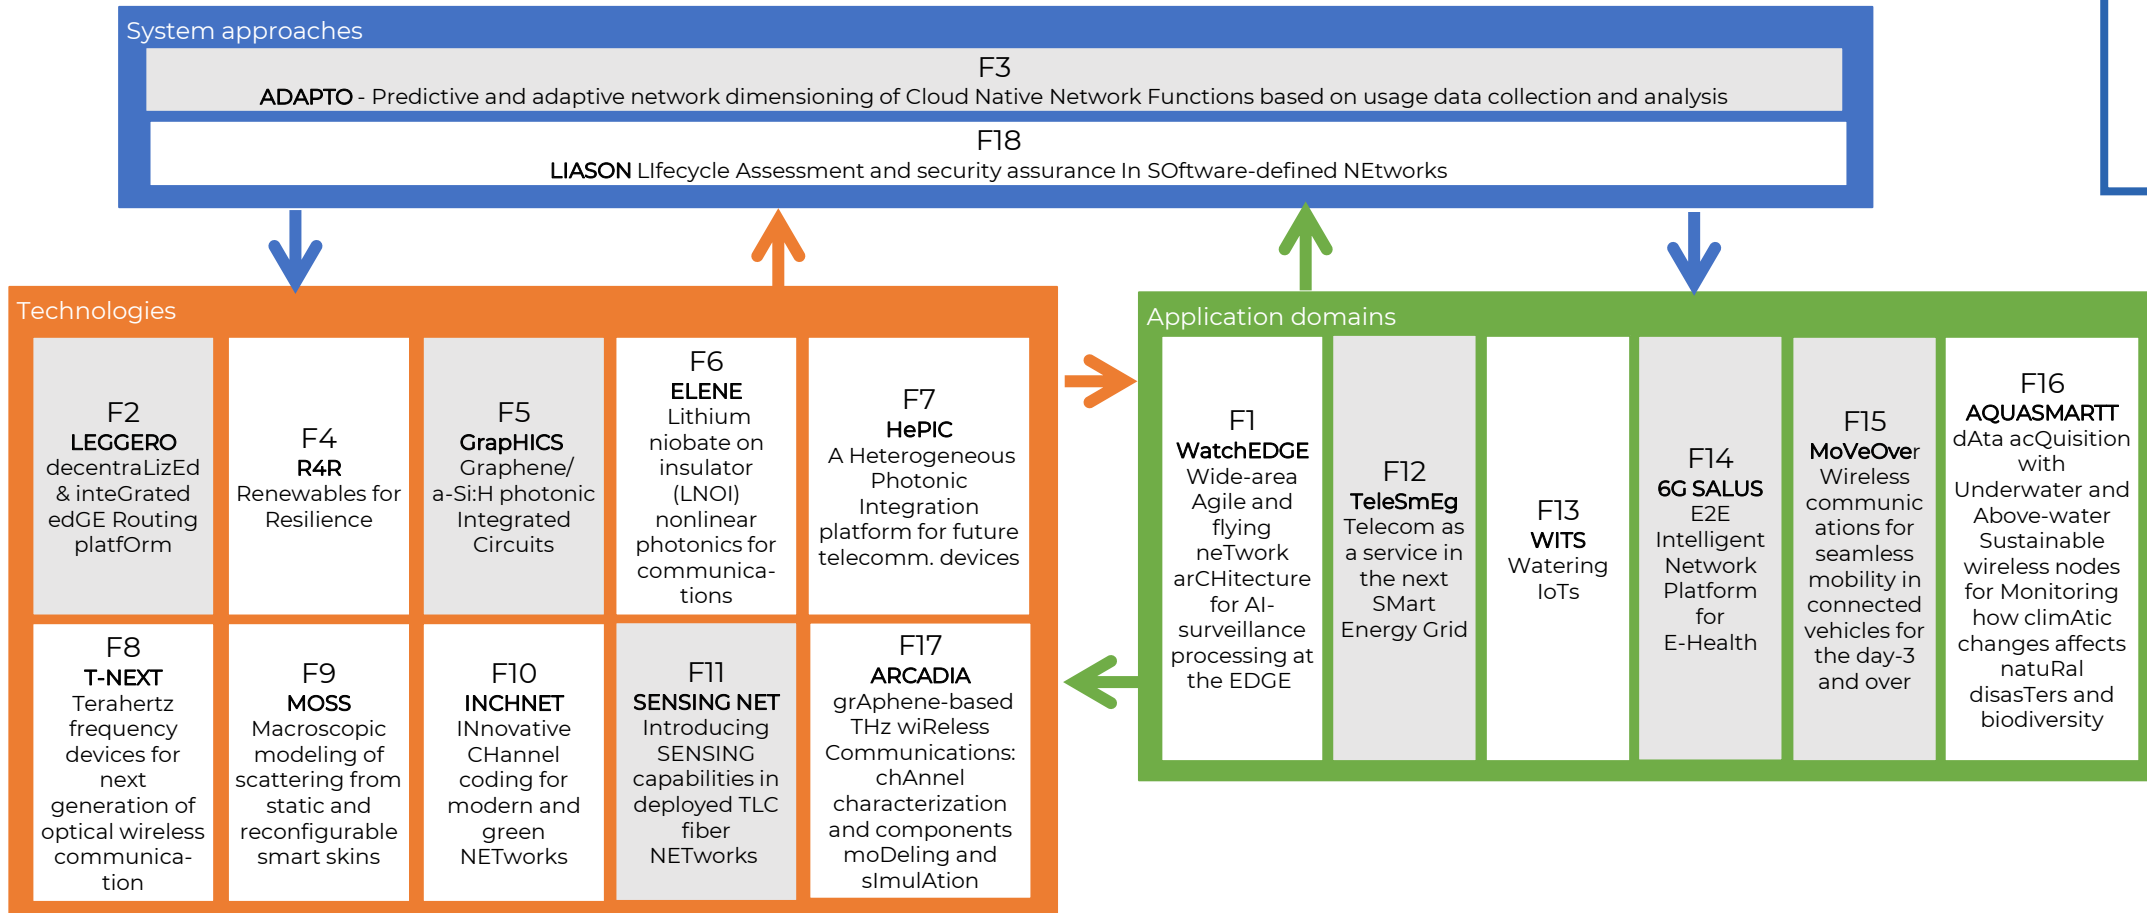 System approaches
F3
ADAPTO - Predictive and adaptive network dimensioning of Cloud Native Network Functions based on usage data collection and analysis
F18
LIASON LIfecycle Assessment and security assurance In SOftware-defined NEtworks
Technologies
F2
LEGGERO
decentraLizEd
& inteGrated
edGE Routing
platfOrm
F4
R4R
Renewables for
Resilience
F5
GrapHICS
Graphene/
a-Si:H photonic
Integrated
Circuits
F6
ELENE
Lithium
niobate on
insulator
(LNOI)
nonlinear
photonics for
communica-
tions
F7
HePIC
A Heterogeneous
Photonic
Integration
platform for future
telecomm. devices
F8
T-NEXT
Terahertz
frequency
devices for
next
generation of
optical wireless
communica-
tion
F9
MOSS
Macroscopic
modeling of
scattering from
static and
reconfigurable
smart skins
F10
INCHNET
INnovative
CHannel
coding for
modern and
green
NETworks
F11
SENSING NET
Introducing
SENSING
capabilities in
deployed TLC
fiber
NETworks
F17
ARCADIA
grAphene-based
THz wiReless
Communications:
chAnnel
characterization
and components
moDeling and
sImulAtion
Application domains
F1
WatchEDGE
Wide-area
Agile and
flying
neTwork
arCHitecture
for AI-
surveillance
processing at
the EDGE
F12
TeleSmEg
Telecom as
a service in
the next
SMart
Energy Grid
F13
WITS
Watering
IoTs
F14
6G SALUS
E2E
Intelligent
Network
Platform
for
E-Health
F15
MoVeOver
Wireless
communic
ations for
seamless
mobility in
connected
vehicles for
the day-3
and over
F16
AQUASMARTT
dAta acQuisition
with
Underwater and
Above-water
Sustainable
wireless nodes
for Monitoring
how climAtic
changes affects
natuRal
disasTers and
biodiversity